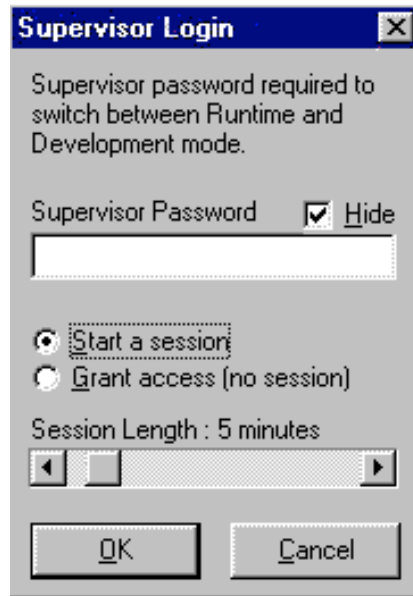 Supervisor Login
Supervisor password required to
switch between Runtime and
Development mode.
Supervisor Password Hide
Start a session
Grant access (no session)
Session Length : 5 minutes
OK Cancel